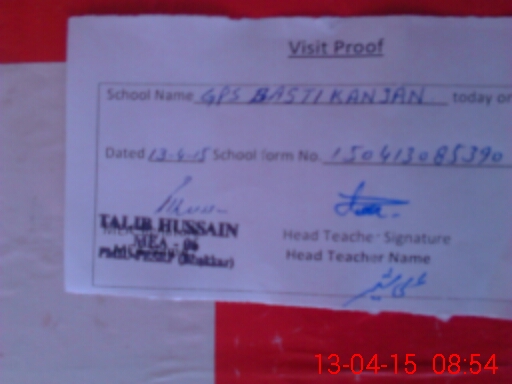 Visit Proof
School Name GPS BASTI KANJAN today on
Dated 13-4-15 School form No. 150413085390
TALIB HUSSAIN
MEA - 06
Head Teacher Signature
Head Teacher Name
13-04-15 08:54